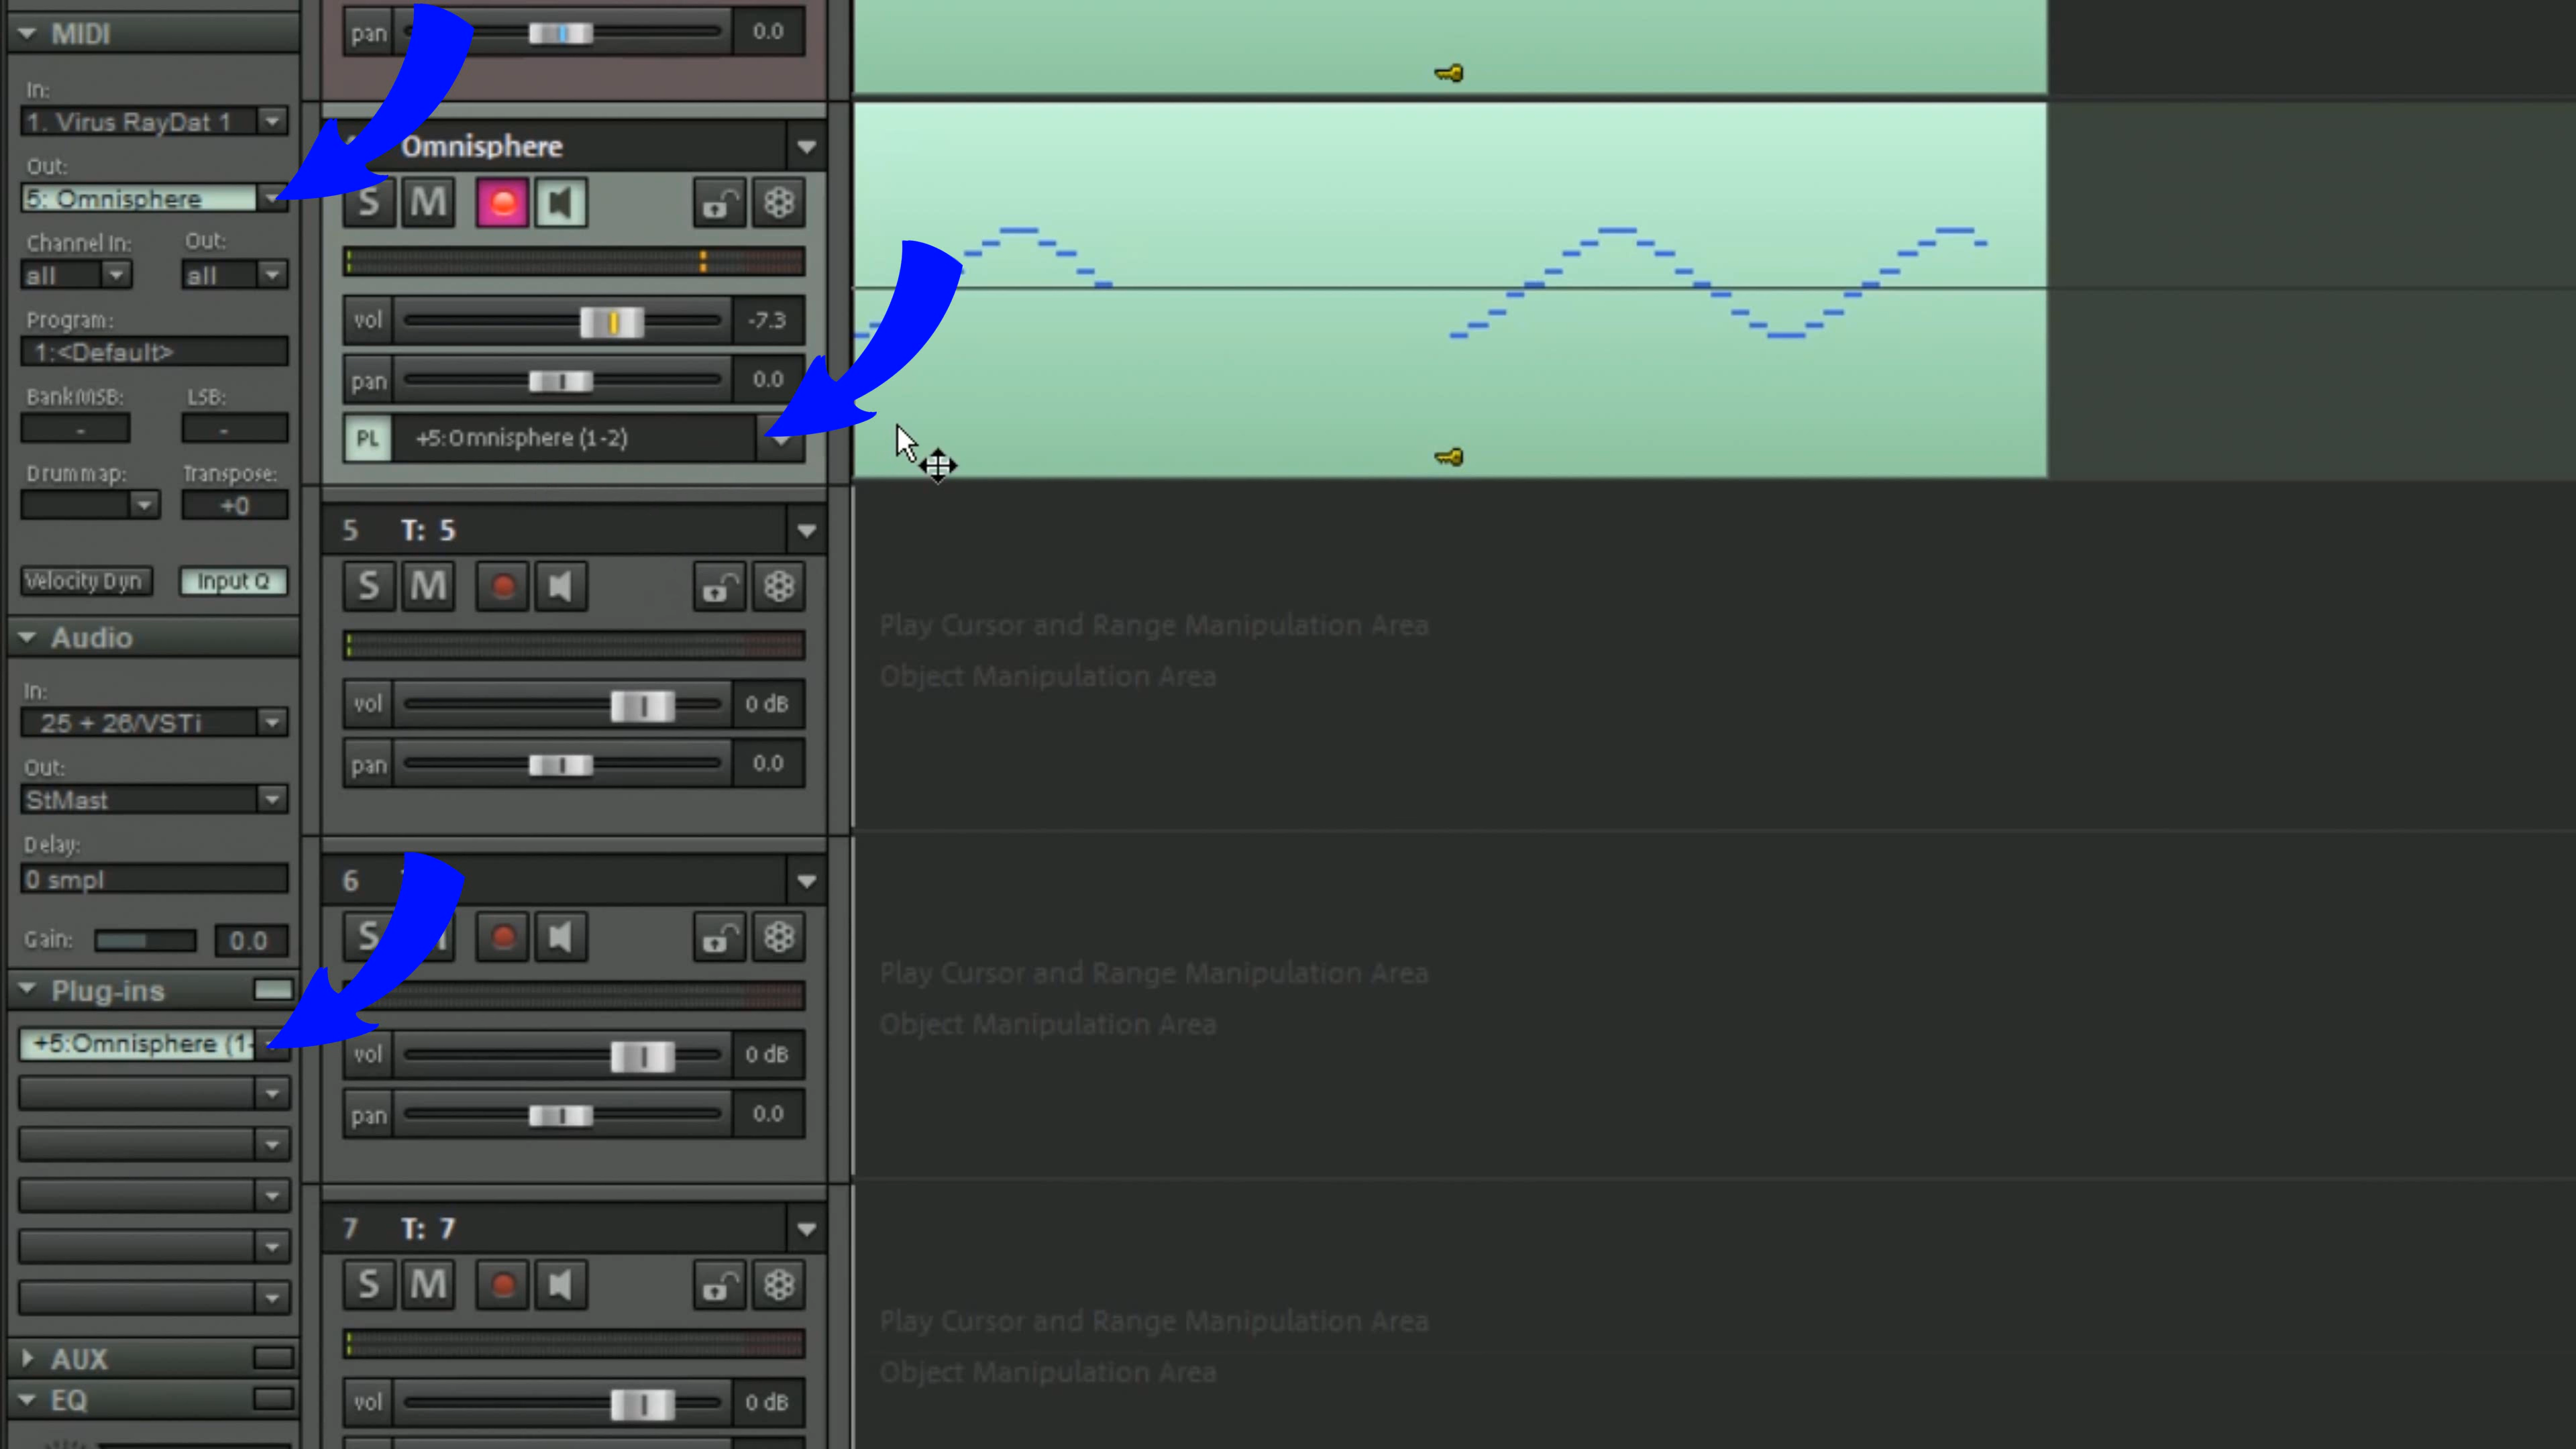 MIDI
In:
1. Virus RayDat 1
Out:
5: Omnisphere
Channel In: Out:
all all
Program:
1:<Default>
Bank MSB: LSB:
- -
Drummap: Transpose:
+0
Velocity Dyn Input Q
Audio
In:
25 + 26/VSTi
Out:
StMast
Delay:
0 smpl
Gain: 0.0
Plug-ins
+5:Omnisphere (1-
AUX
EQ
pan 0.0
Omnisphere
S M
vol -7.3
pan 0.0
PL +5:Omnisphere (1-2)
5 T: 5
S M
vol 0 dB
pan 0.0
6
S M
vol 0 dB
pan 0.0
7 T: 7
S M
vol 0 dB
Play Cursor and Range Manipulation Area
Object Manipulation Area
Play Cursor and Range Manipulation Area
Object Manipulation Area
Play Cursor and Range Manipulation Area
Object Manipulation Area